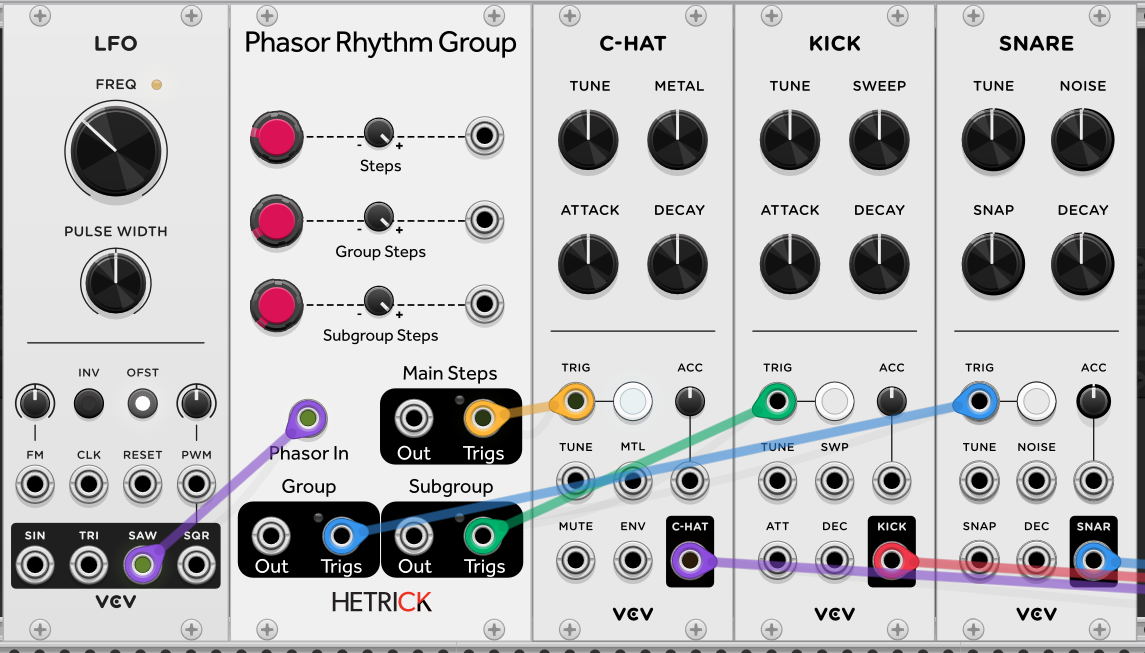 LFO
FREQ
PULSE WIDTH
INV OFST
FM CLK RESET PWM
SIN TRI SAW SQR
VCV
Phasor Rhythm Group
- +
Steps
- +
Group Steps
- +
Subgroup Steps
Main Steps
Out Trigs
Phasor In
Group Subgroup
Out Trigs Out Trigs
HETRICK
C-HAT
TUNE METAL
ATTACK DECAY
TRIG ACC
TUNE MTL
MUTE ENV C-HAT
VCV
KICK
TUNE SWEEP
ATTACK DECAY
TRIG ACC
TUNE SWP
ATT DEC KICK
VCV
SNARE
TUNE NOISE
SNAP DECAY
TRIG ACC
TUNE NOISE
SNAP DEC SNAR
VCV